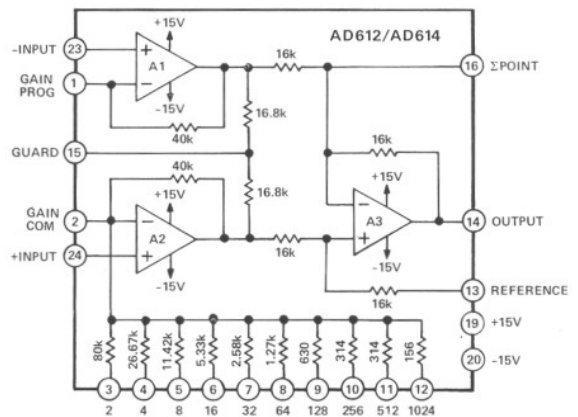 AD612/AD614
–INPUT 23
GAIN PROG 1
+15V
A1
–15V
+
–
40k
16k
16 ΣPOINT
16.8k
GUARD 15
40k
16.8k
16k
GAIN COM 2
+INPUT 24
–
+
+15V
A2
–15V
16k
–
+
+15V
A3
–15V
14 OUTPUT
16k
13 REFERENCE
19 +15V
20 –15V
80k
26.67k
11.42k
5.33k
2.58k
1.27k
630
314
314
156
3 4 5 6 7 8 9 10 11 12
2 4 8 16 32 64 128 256 512 1024